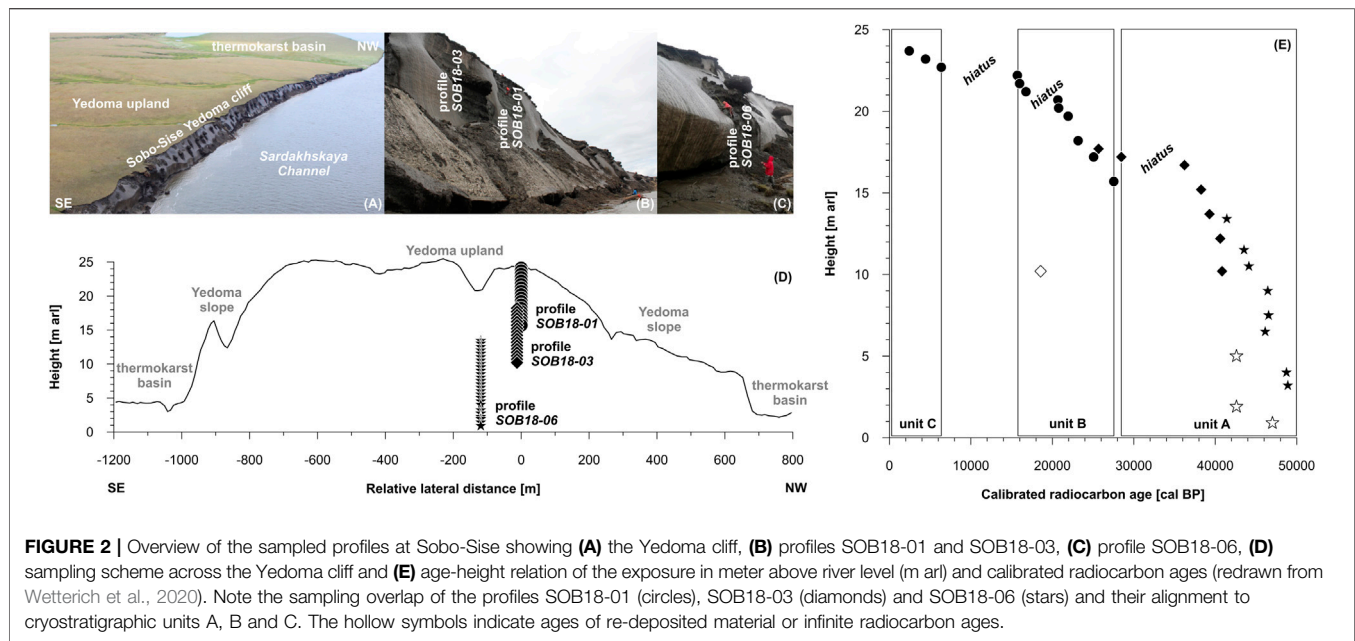 thermokarst basin
NW
Yedoma upland
Sobo-Sise Yedoma cliff
Sardakhskaya
Channel
SE
(A)
profile
SOB18-03
profile
SOB18-01
(B)
profile
SOB18-06
(C)
Height [m arl]
30
25
20
15
10
5
0
Yedoma upland
(D)
Yedoma
slope
thermokarst
basin
profile
SOB18-01
profile
SOB18-03
profile
SOB18-06
Yedoma
slope
thermokarst
basin
-1200 -1000 -800 -600 -400 -200 0 200 400 600 800
SE Relative lateral distance [m] NW
Height [m arl]
25
20
15
10
5
0
(E)
hiatus
hiatus
hiatus
unit C
unit B
unit A
0 10000 20000 30000 40000 50000
Calibrated radiocarbon age [cal BP]
FIGURE 2 | Overview of the sampled profiles at Sobo-Sise showing (A) the Yedoma cliff, (B) profiles SOB18-01 and SOB18-03, (C) profile SOB18-06, (D)
sampling scheme across the Yedoma cliff and (E) age-height relation of the exposure in meter above river level (m arl) and calibrated radiocarbon ages (redrawn from
Wetterich et al., 2020). Note the sampling overlap of the profiles SOB18-01 (circles), SOB18-03 (diamonds) and SOB18-06 (stars) and their alignment to
cryostratigraphic units A, B and C. The hollow symbols indicate ages of re-deposited material or infinite radiocarbon ages.